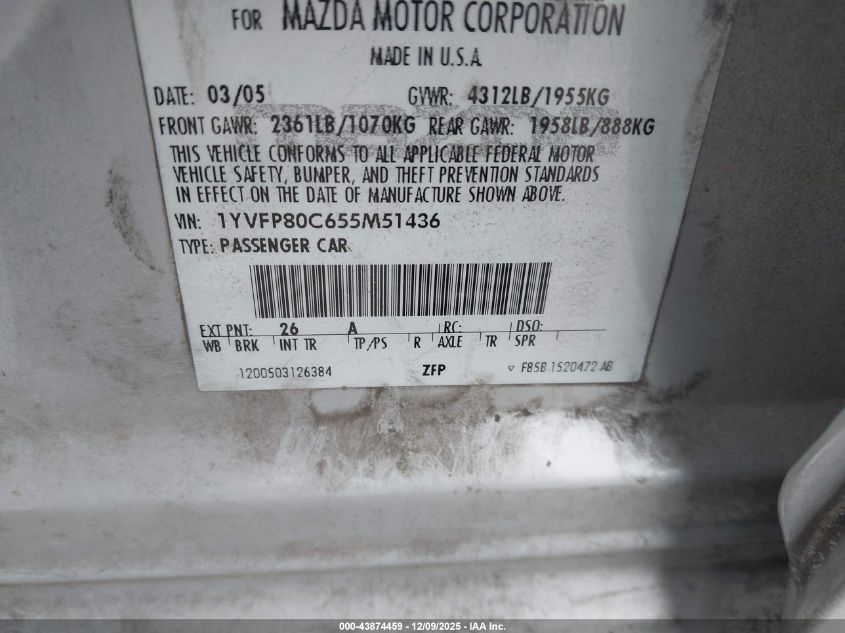 FOR MAZDA MOTOR CORPORATION
MADE IN U.S.A
DATE: 03/05 GVWR: 4312LB/1955KG
FRONT GAWR: 2361LB/1070KG REAR GAWR: 1958LB/888KG
THIS VEHICLE CONFORMS TO ALL APPLICABLE FEDERAL MOTOR
VEHICLE SAFETY, BUMPER, AND THEFT PREVENTION STANDARDS
IN EFFECT ON THE DATE OF MANUFACTURE SHOWN ABOVE.
VIN: 1YVFP80C655M51436
TYPE: PASSENGER CAR
EXT PNT: 26 A RC: DSO:
WB BRK INT TR TP/PS R AXLE TR SPR
1200503126384 ZFP ▽ F85B-1520472-AB
000-43874459 - 12/09/2025 - IAA Inc.